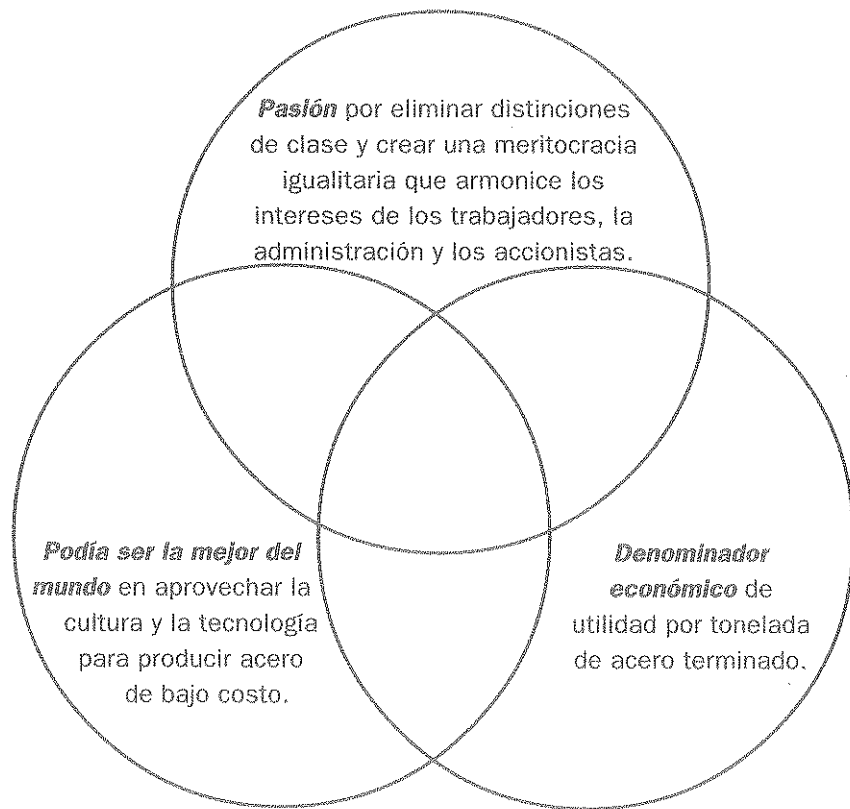 Pasión por eliminar distinciones
de clase y crear una meritocracia
igualitaria que armonice los
intereses de los trabajadores, la
administración y los accionistas.
Podía ser la mejor del
mundo en aprovechar la
cultura y la tecnología
para producir acero
de bajo costo.
Denominador
económico de
utilidad por tonelada
de acero terminado.